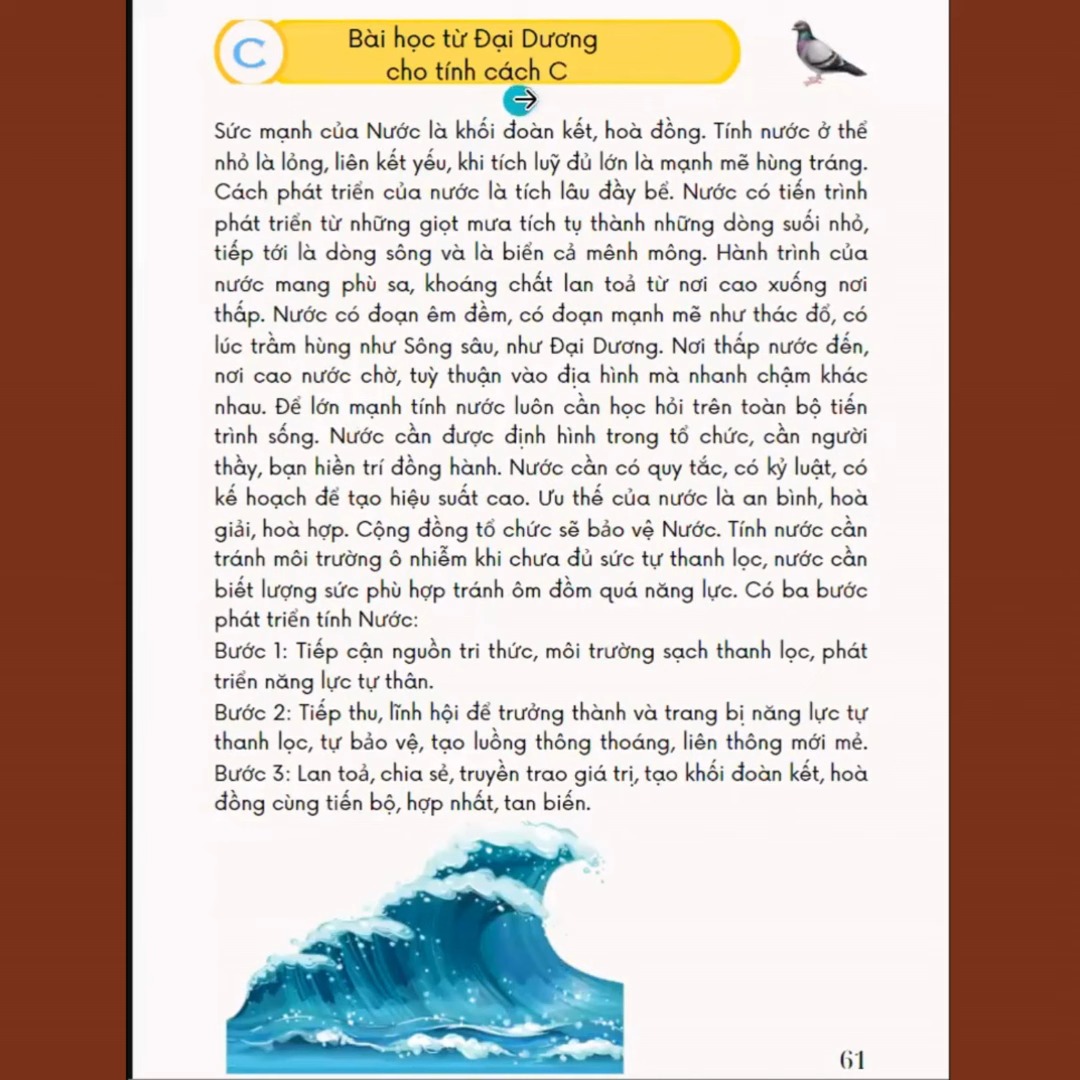 C
Bài học từ Đại Dương
cho tính cách C
Sức mạnh của Nước là khối đoàn kết, hoà đồng. Tính nước ở thể
nhỏ là lỏng, liên kết yếu, khi tích luỹ đủ lớn là mạnh mẽ hùng tráng.
Cách phát triển của nước là tích lâu đầy bể. Nước có tiến trình
phát triển từ những giọt mưa tích tụ thành những dòng suối nhỏ,
tiếp tới là dòng sông và là biển cả mênh mông. Hành trình của
nước mang phù sa, khoáng chất lan toả từ nơi cao xuống nơi
thấp. Nước có đoạn êm đềm, có đoạn mạnh mẽ như thác đổ, có
lúc trầm hùng như Sông sâu, như Đại Dương. Nơi thấp nước đến,
nơi cao nước chờ, tuỳ thuận vào địa hình mà nhanh chậm khác
nhau. Để lớn mạnh tính nước luôn cần học hỏi trên toàn bộ tiến
trình sống. Nước cần được định hình trong tổ chức, cần người
thầy, bạn hiền trí đồng hành. Nước cần có quy tắc, có kỷ luật, có
kế hoạch để tạo hiệu suất cao. Ưu thế của nước là an bình, hoà
giải, hoà hợp. Cộng đồng tổ chức sẽ bảo vệ Nước. Tính nước cần
tránh môi trường ô nhiễm khi chưa đủ sức tự thanh lọc, nước cần
biết lượng sức phù hợp tránh ôm đồm quá năng lực. Có ba bước
phát triển tính Nước:
Bước 1: Tiếp cận nguồn tri thức, môi trường sạch thanh lọc, phát
triển năng lực tự thân.
Bước 2: Tiếp thu, lĩnh hội để trưởng thành và trang bị năng lực tự
thanh lọc, tự bảo vệ, tạo luồng thông thoáng, liên thông mới mẻ.
Bước 3: Lan toả, chia sẻ, truyền trao giá trị, tạo khối đoàn kết, hoà
đồng cùng tiến bộ, hợp nhất, tan biến.
61